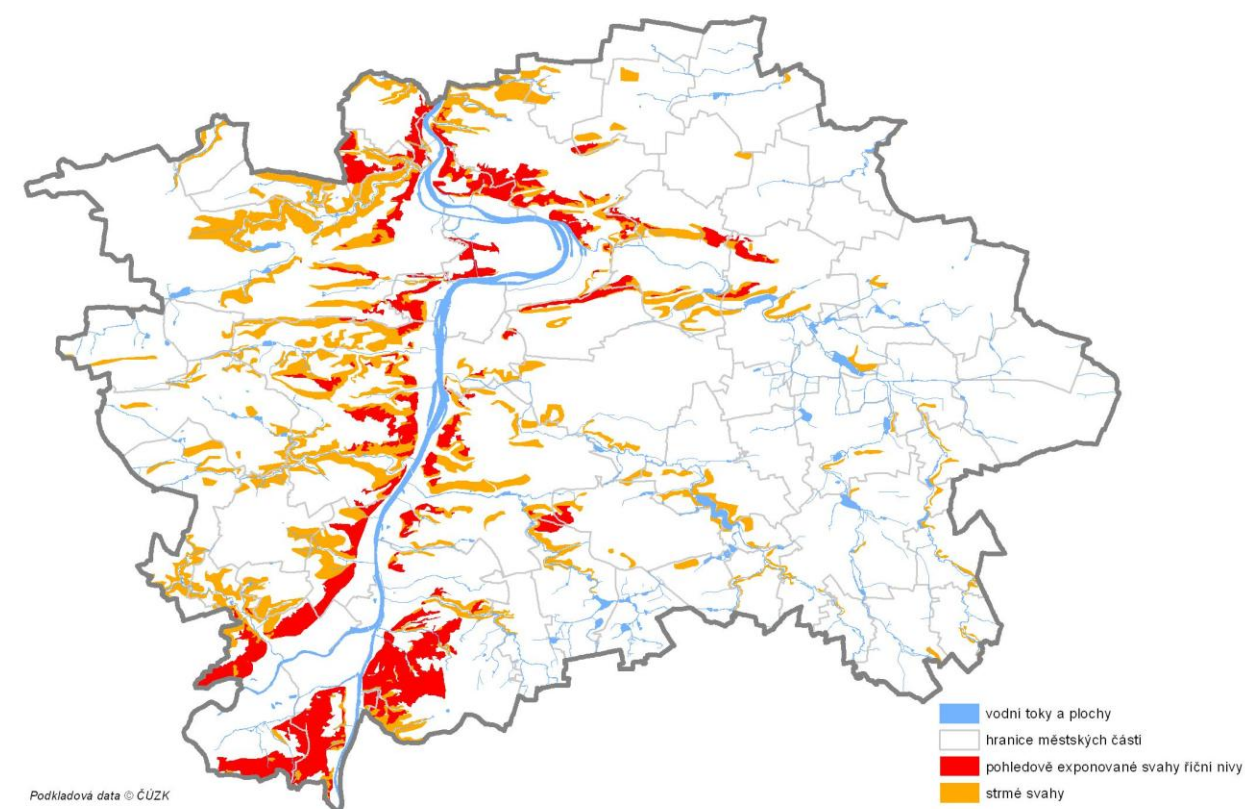 vodní toky a plochy
hranice městských částí
pohledově exponované svahy říční nivy
strmé svahy
Podkladová data © ČÚZK